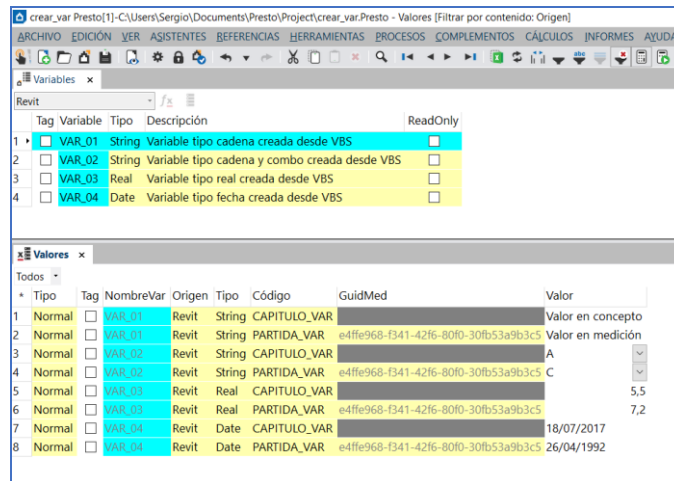 crear_var Presto[1]-C:\Users\Sergio\Documents\Presto\Project\crear_var.Presto - Valores [Filtrar por contenido: Origen]
ARCHIVO EDICIÓN VER ASISTENTES REFERENCIAS HERRAMIENTAS PROCESOS COMPLEMENTOS CÁLCULOS INFORMES AYUDA
Variables x
Revit fx
Tag Variable Tipo Descripción ReadOnly
1 VAR_01 String Variable tipo cadena creada desde VBS
2 VAR_02 String Variable tipo cadena y combo creada desde VBS
3 VAR_03 Real Variable tipo real creada desde VBS
4 VAR_04 Date Variable tipo fecha creada desde VBS
Valores x
Todos
* Tipo Tag NombreVar Origen Tipo Código GuidMed Valor
1 Normal VAR_01 Revit String CAPITULO_VAR Valor en concepto
2 Normal VAR_01 Revit String PARTIDA_VAR e4ffe968-f341-42f6-80f0-30fb53a9b3c5 Valor en medición
3 Normal VAR_02 Revit String CAPITULO_VAR A
4 Normal VAR_02 Revit String PARTIDA_VAR e4ffe968-f341-42f6-80f0-30fb53a9b3c5 C
5 Normal VAR_03 Revit Real CAPITULO_VAR 5,5
6 Normal VAR_03 Revit Real PARTIDA_VAR e4ffe968-f341-42f6-80f0-30fb53a9b3c5 7,2
7 Normal VAR_04 Revit Date CAPITULO_VAR 18/07/2017
8 Normal VAR_04 Revit Date PARTIDA_VAR e4ffe968-f341-42f6-80f0-30fb53a9b3c5 26/04/1992